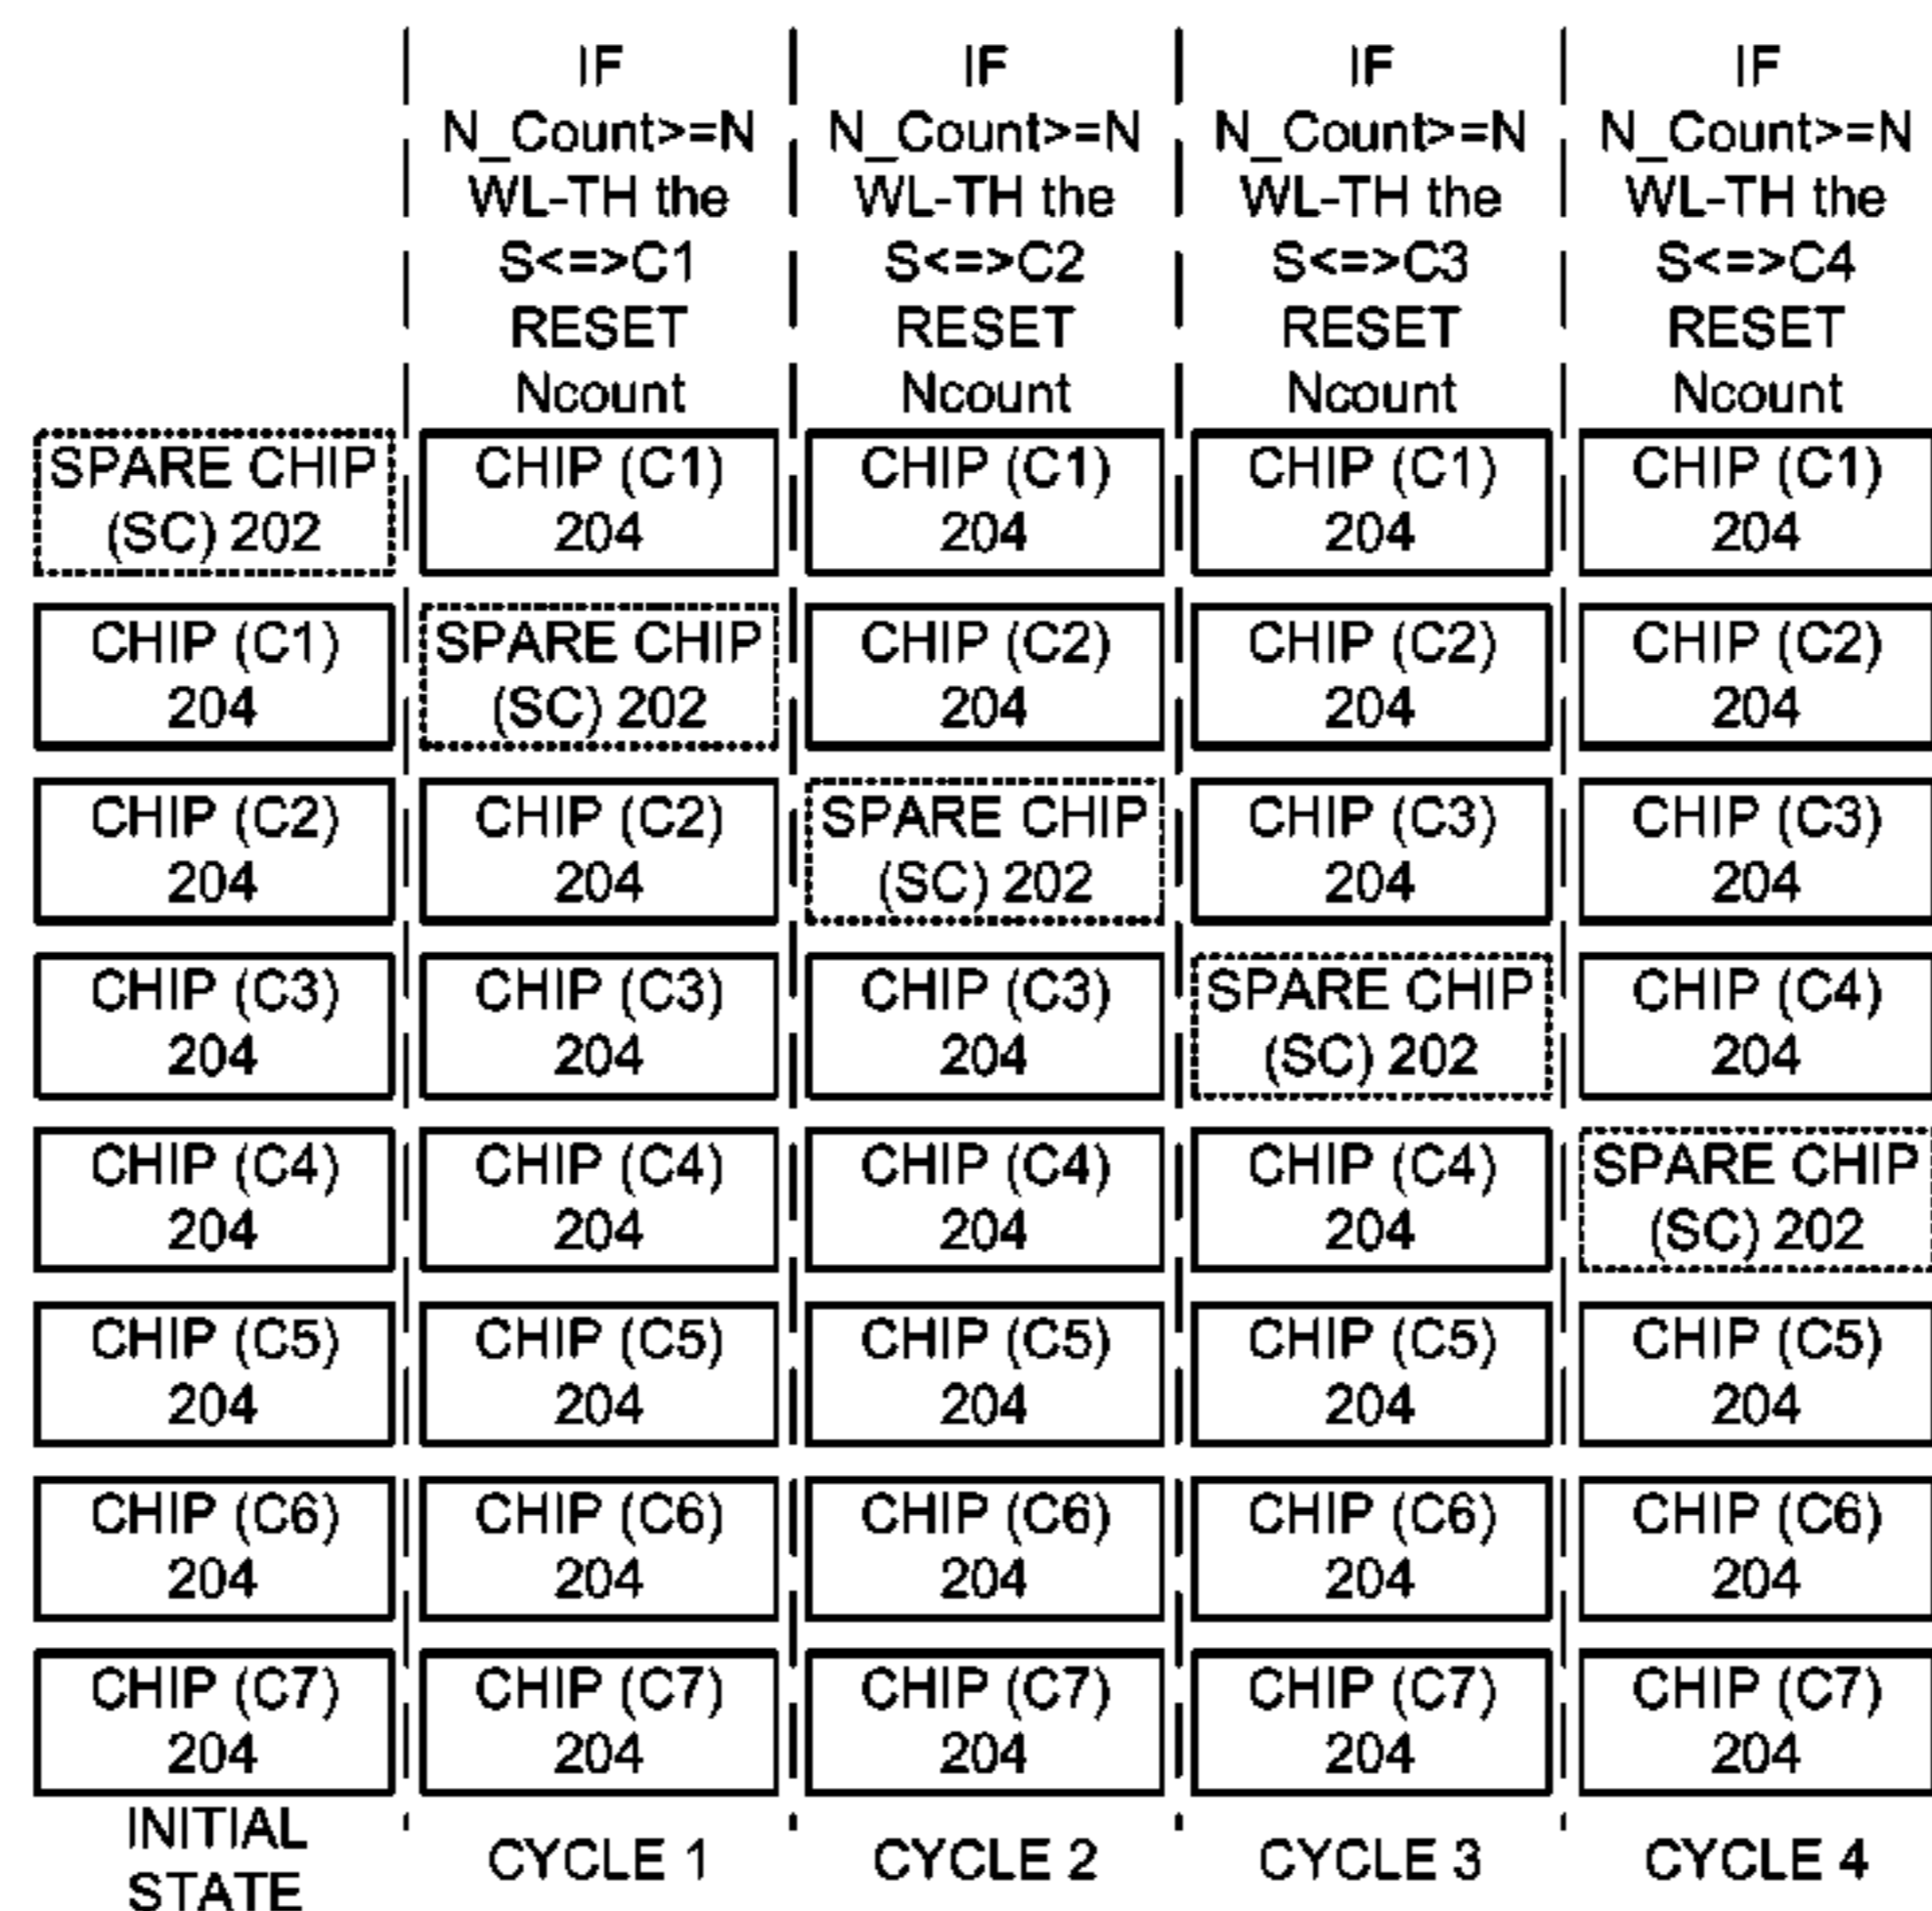 IF
N_Count>=N
WL-TH the
S<=>C1
RESET
Ncount
IF
N_Count>=N
WL-TH the
S<=>C2
RESET
Ncount
IF
N_Count>=N
WL-TH the
S<=>C3
RESET
Ncount
IF
N_Count>=N
WL-TH the
S<=>C4
RESET
Ncount
SPARE CHIP
(SC) 202
CHIP (C1)
204
CHIP (C2)
204
CHIP (C3)
204
CHIP (C4)
204
CHIP (C5)
204
CHIP (C6)
204
CHIP (C7)
204
INITIAL
STATE
CHIP (C1)
204
SPARE CHIP
(SC) 202
CHIP (C2)
204
CHIP (C3)
204
CHIP (C4)
204
CHIP (C5)
204
CHIP (C6)
204
CHIP (C7)
204
CYCLE 1
CHIP (C1)
204
CHIP (C2)
204
SPARE CHIP
(SC) 202
CHIP (C3)
204
CHIP (C4)
204
CHIP (C5)
204
CHIP (C6)
204
CHIP (C7)
204
CYCLE 2
CHIP (C1)
204
CHIP (C2)
204
CHIP (C3)
204
SPARE CHIP
(SC) 202
CHIP (C4)
204
CHIP (C5)
204
CHIP (C6)
204
CHIP (C7)
204
CYCLE 3
CHIP (C1)
204
CHIP (C2)
204
CHIP (C3)
204
CHIP (C4)
204
SPARE CHIP
(SC) 202
CHIP (C5)
204
CHIP (C6)
204
CHIP (C7)
204
CYCLE 4